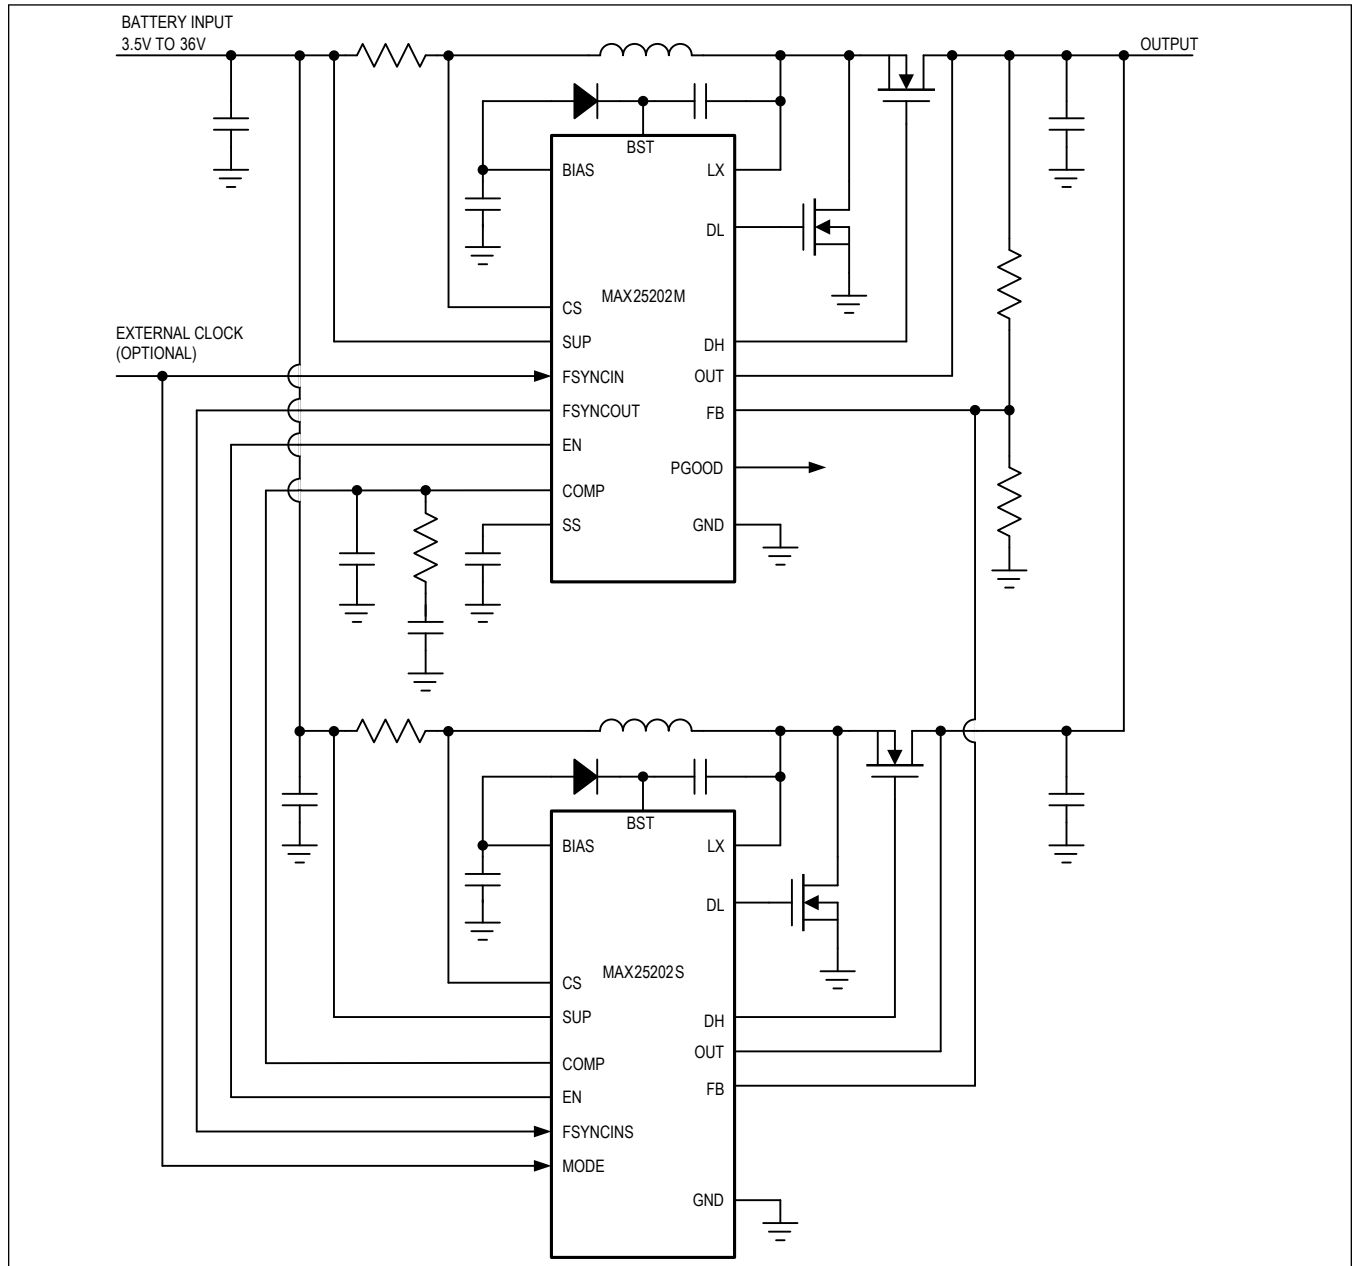 BATTERY INPUT
3.5V TO 36V
OUTPUT
BST
BIAS
LX
DL
MAX25202M
CS
SUP
DH
EXTERNAL CLOCK
(OPTIONAL)
FSYNCIN
OUT
FSYNCOUT
FB
EN
PGOOD
COMP
SS
GND
BST
BIAS
LX
DL
MAX25202S
CS
SUP
DH
OUT
COMP
FB
EN
FSYNCINS
MODE
GND